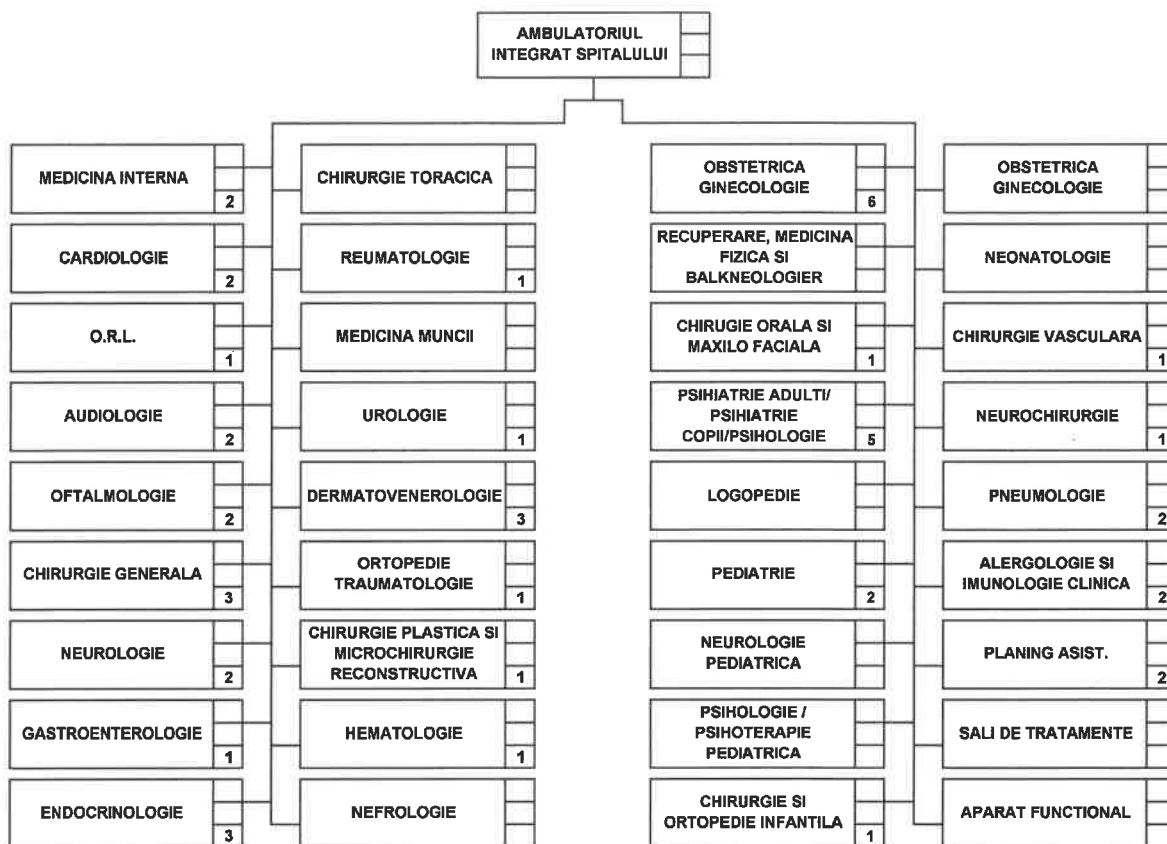 AMBULATORIUL
INTEGRAT SPITALULUI
MEDICINA INTERNA
2
CHIRURGIE TORACICA
OBSTETRICA
GINECOLOGIE
6
OBSTETRICA
GINECOLOGIE
CARDIOLOGIE
2
REUMATOLOGIE
1
RECUPERARE, MEDICINA
FIZICA SI
BALKNEOLOGIER
NEONATOLOGIE
O.R.L.
1
MEDICINA MUNCII
CHIRUGIE ORALA SI
MAXILO FACIALA
1
CHIRURGIE VASCULARA
1
AUDIOLOGIE
2
UROLOGIE
1
PSIHIATRIE ADULTI/
PSIHIATRIE
COPII/PSIHOLOGIE
5
NEUROCHIRURGIE
1
OFTALMOLOGIE
2
DERMATOVENEROLOGIE
3
LOGOPEDIE
PNEUMOLOGIE
2
CHIRURGIE GENERALA
3
ORTOPEDIE
TRAUMATOLOGIE
1
PEDIATRIE
2
ALERGOLOGIE SI
IMUNOLOGIE CLINICA
2
NEUROLOGIE
2
CHIRURGIE PLASTICA SI
MICROCHIRURGIE
RECONSTRUCTIVA
1
NEUROLOGIE
PEDIATRICA
PLANING ASIST.
2
GASTROENTEROLOGIE
1
HEMATOLOGIE
1
PSIHOLOGIE /
PSIHOTERAPIE
PEDIATRICA
SALI DE TRATAMENTE
ENDOCRINOLOGIE
3
NEFROLOGIE
CHIRURGIE SI
ORTOPEDIE INFANTILA
1
APARAT FUNCTIONAL